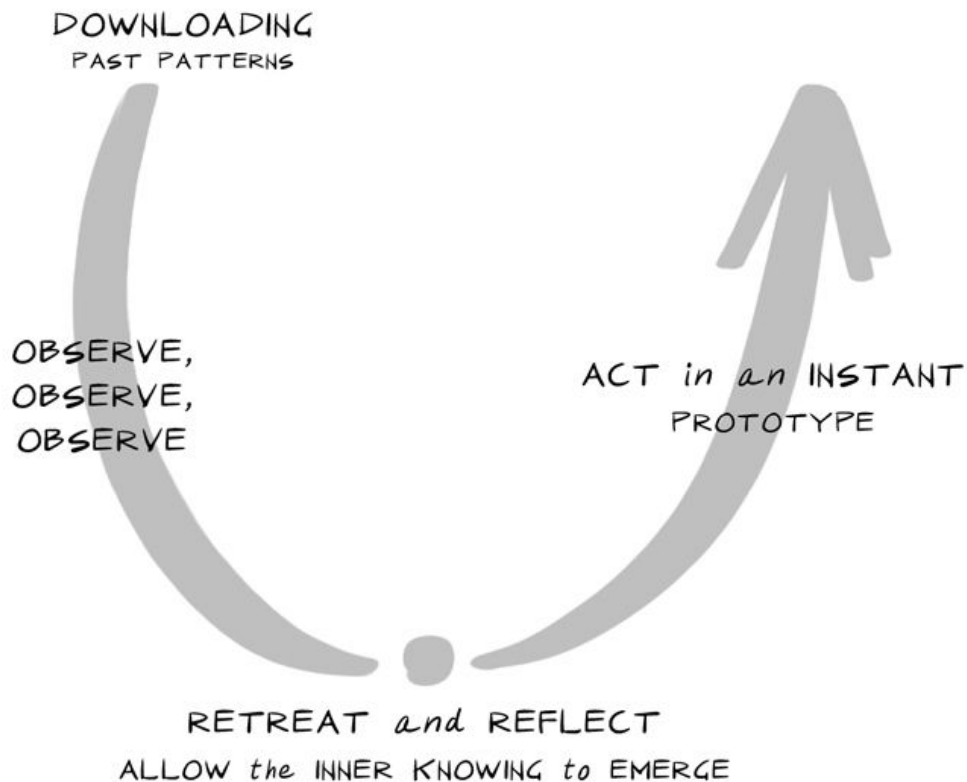 DOWNLOADING
PAST PATTERNS
OBSERVE,
OBSERVE,
OBSERVE
RETREAT and REFLECT
ALLOW the INNER KNOWING to EMERGE
ACT in an INSTANT
PROTOTYPE